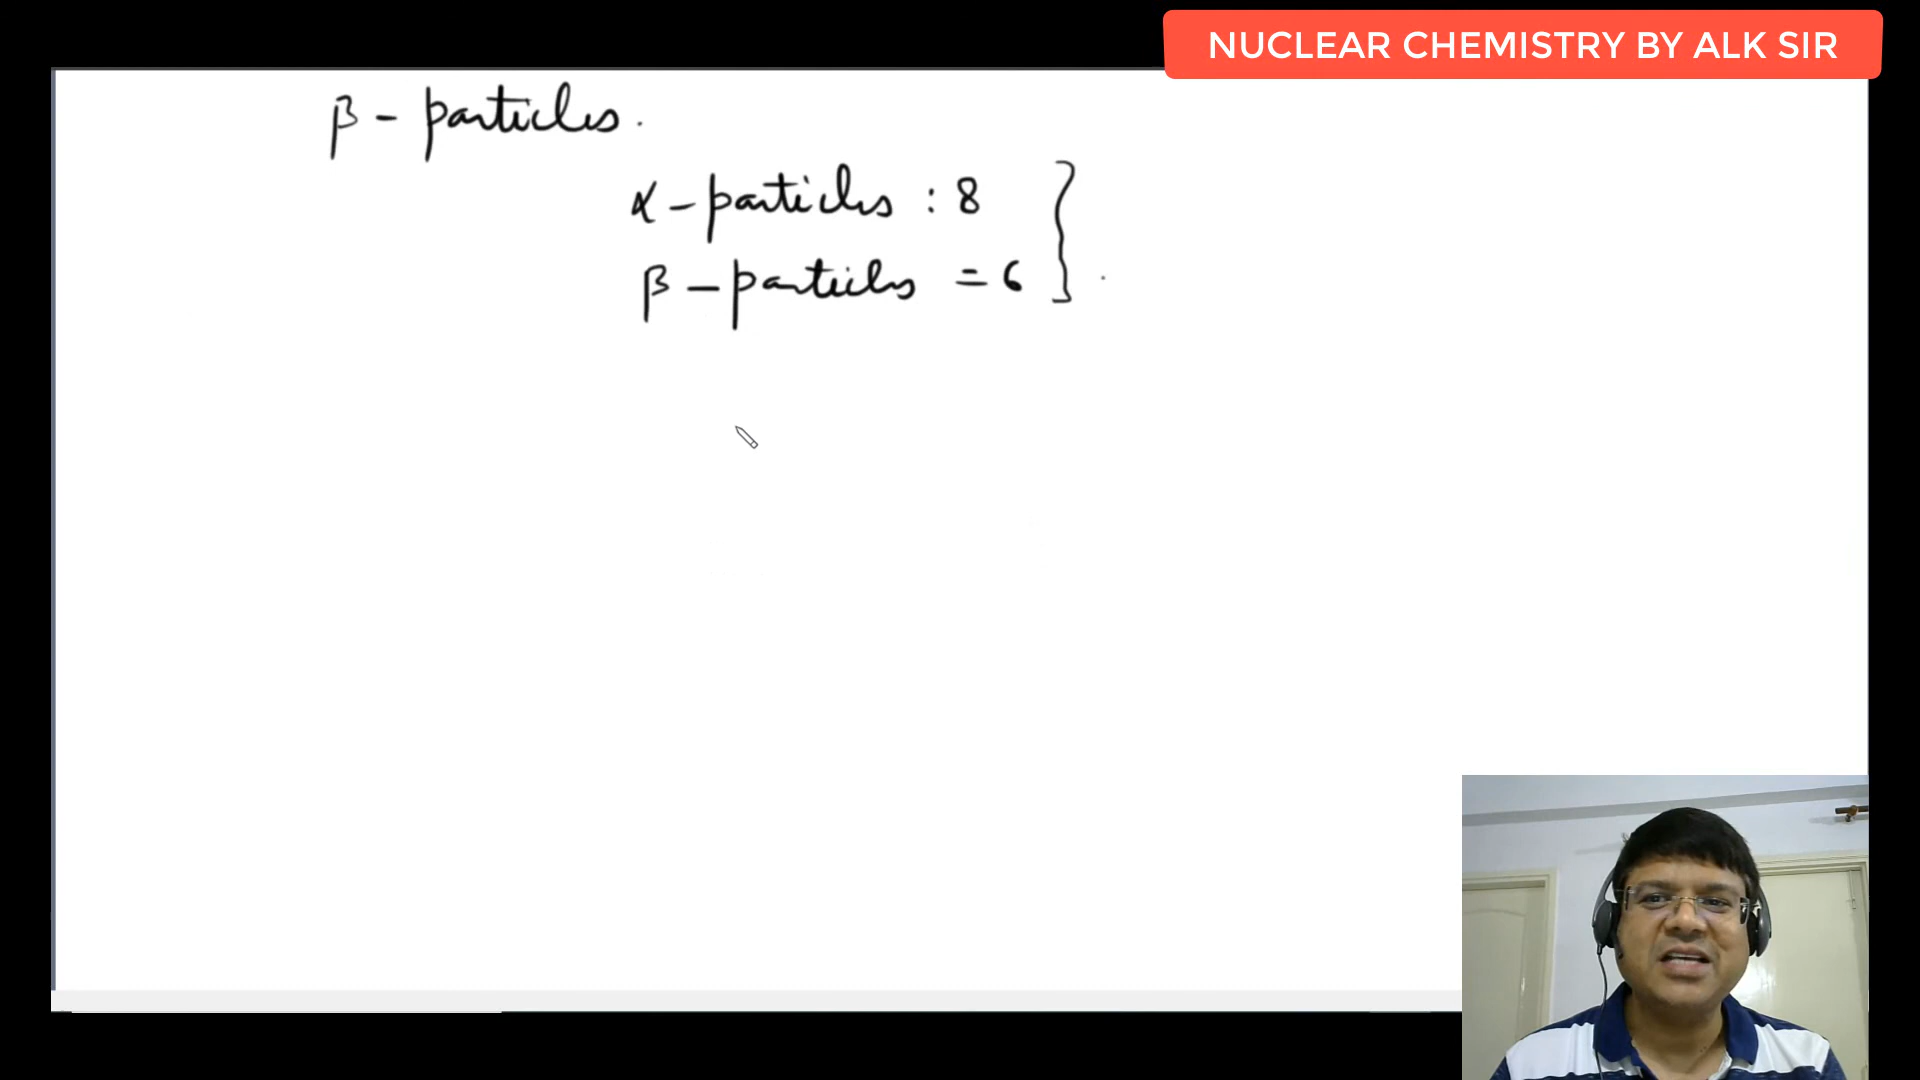 NUCLEAR CHEMISTRY BY ALK SIR
β - particles.
α - particles : 8
β - particles = 6